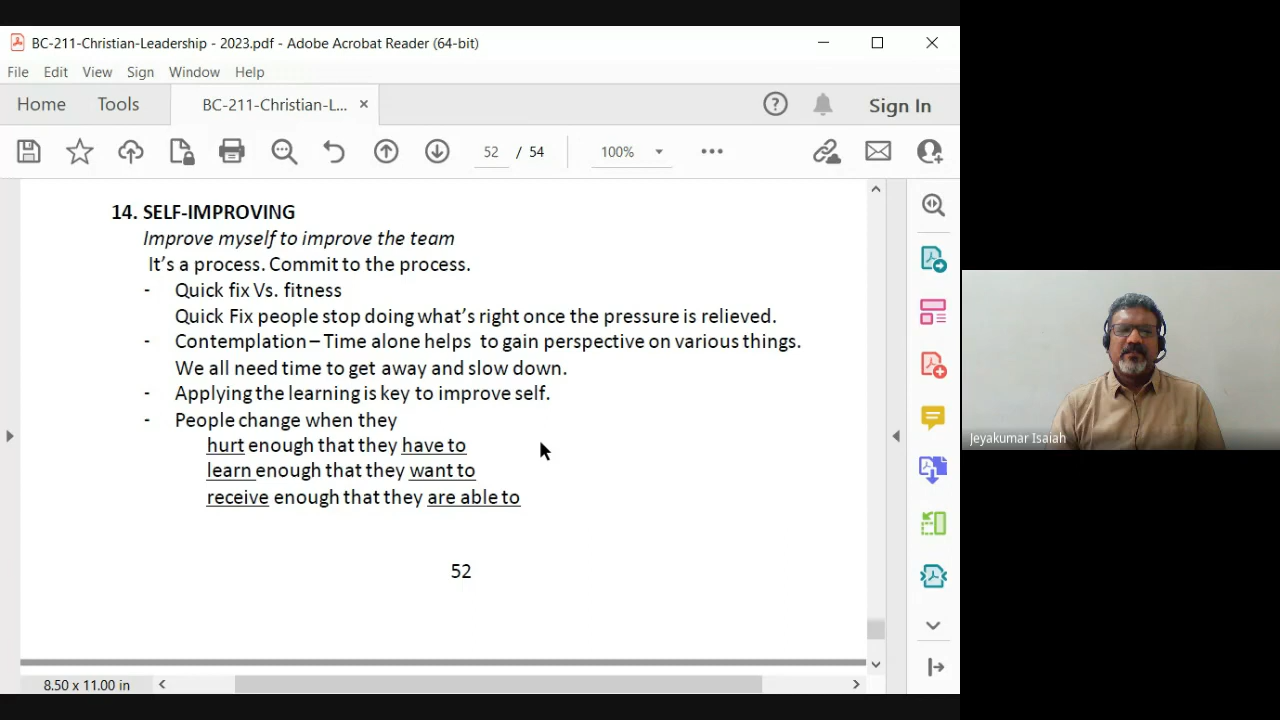 BC-211-Christian-Leadership - 2023.pdf - Adobe Acrobat Reader (64-bit)
File Edit View Sign Window Help
Home Tools BC-211-Christian-L... × Sign In
52 / 54 100%
14. SELF-IMPROVING
Improve myself to improve the team
It's a process. Commit to the process.
- Quick fix Vs. fitness
Quick Fix people stop doing what's right once the pressure is relieved.
- Contemplation – Time alone helps to gain perspective on various things.
We all need time to get away and slow down.
- Applying the learning is key to improve self.
- People change when they
hurt enough that they have to
learn enough that they want to
receive enough that they are able to
52
8.50 x 11.00 in
Jeyakumar Isaiah